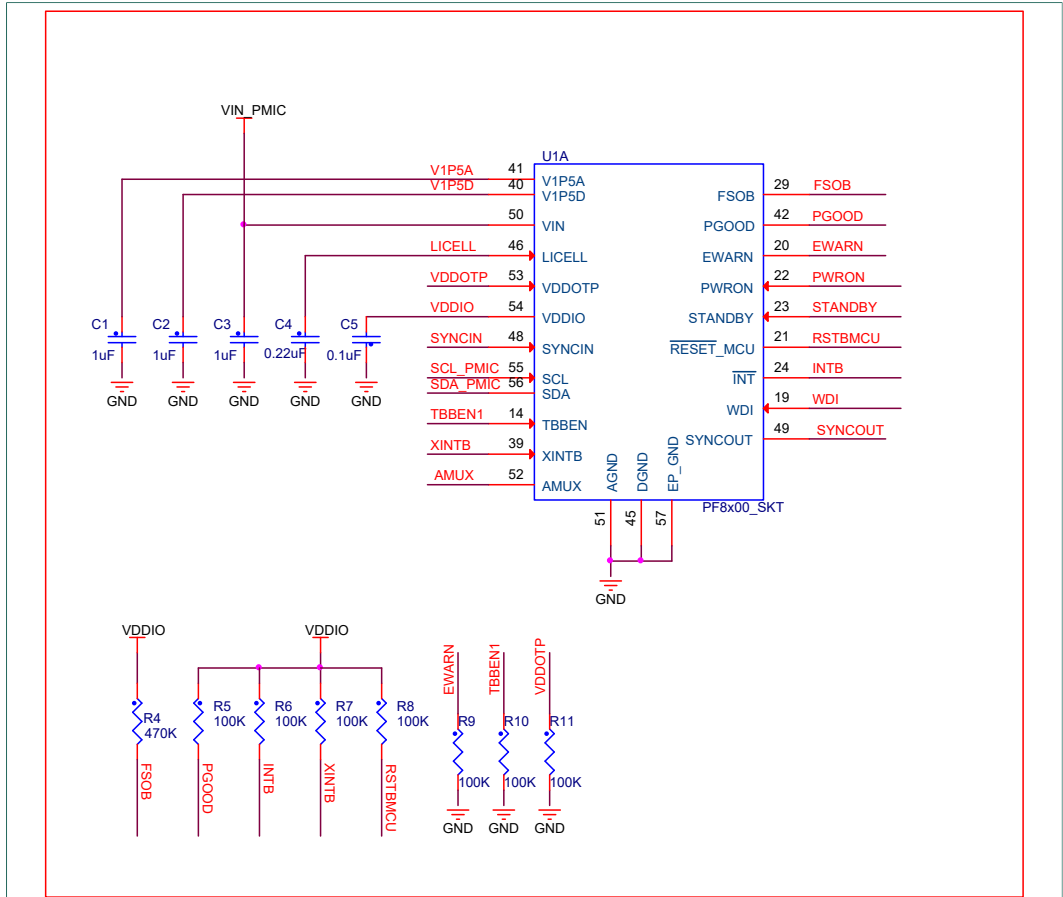 VIN_PMIC
U1A
V1P5A 41 V1P5A
V1P5D 40 V1P5D
50 VIN
LICELL 46 LICELL
VDDOTP 53 VDDOTP
VDDIO 54 VDDIO
SYNCIN 48 SYNCIN
SCL_PMIC 55 SCL
SDA_PMIC 56 SDA
TBBEN1 14 TBBEN
XINTB 39 XINTB
AMUX 52 AMUX
FSOB 29 FSOB
PGOOD 42 PGOOD
EWARN 20 EWARN
PWRON 22 PWRON
STANDBY 23 STANDBY
RESET_MCU 21 RSTBMCU
INT 24 INTB
WDI 19 WDI
SYNCOUT 49 SYNCOUT
AGND DGND EP_GND
51 45 57
PF8x00_SKT
GND
C1 C2 C3 C4 C5
1uF 1uF 1uF 0.22uF 0.1uF
GND GND GND GND GND
VDDIO VDDIO
R4 R5 R6 R7 R8
470K 100K 100K 100K 100K
FSOB PGOOD INTB XINTB RSTBMCU
EWARN TBBEN1 VDDOTP
R9 R10 R11
100K 100K 100K
GND GND GND